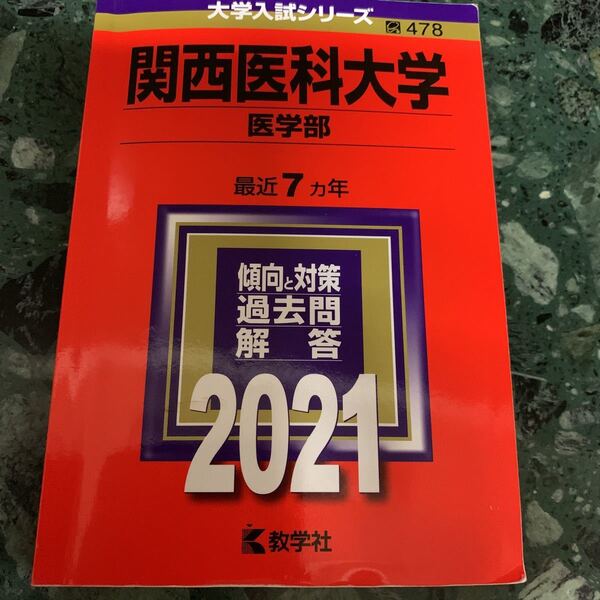 大学入試シリーズ
478
関西医科大学
医学部
最近7ヵ年
傾向と対策
過去問
解答
2021
教学社